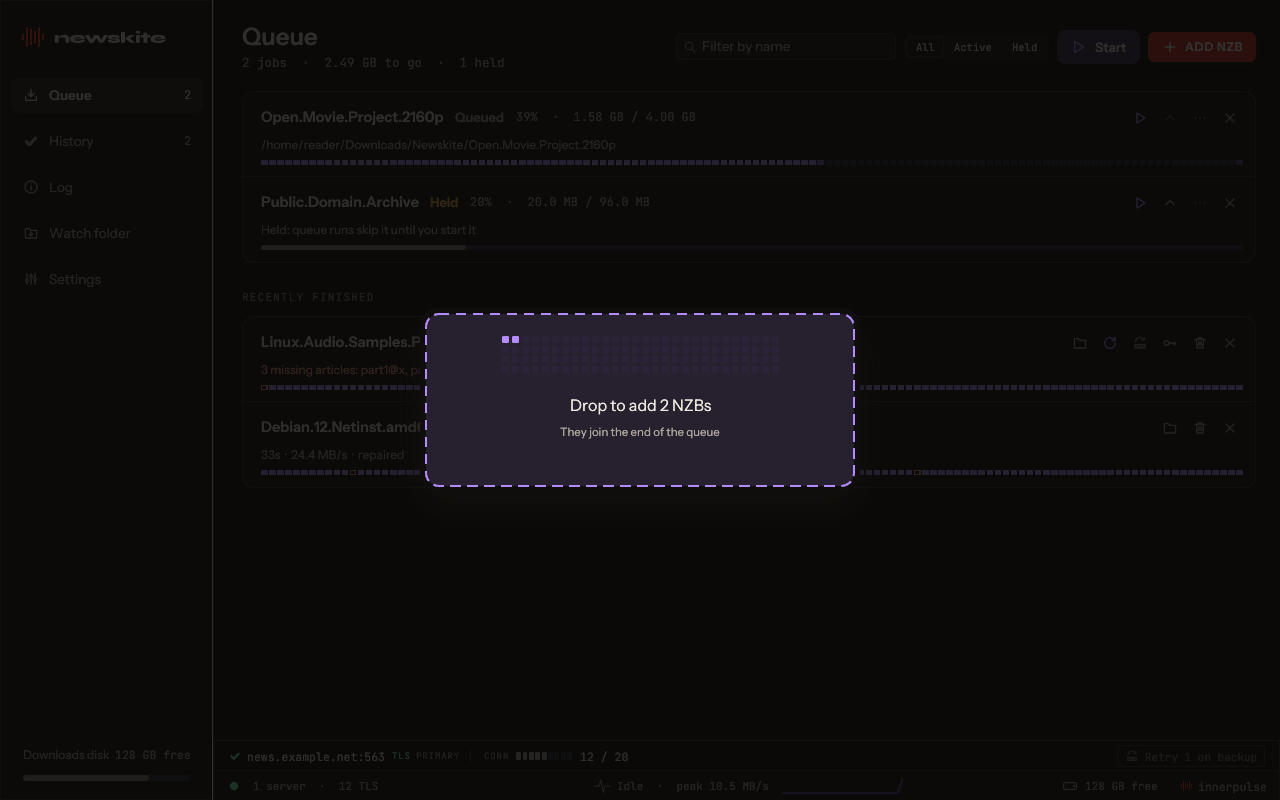 newskite
Queue 2
History 2
Log
Watch folder
Settings
Downloads disk 128 GB free
Queue
2 jobs · 2.49 GB to go · 1 held
Filter by name
All Active Held
Start
ADD NZB
Open.Movie.Project.2160p Queued 39% · 1.58 GB / 4.00 GB
/home/reader/Downloads/Newskite/Open.Movie.Project.2160p
Public.Domain.Archive Held 20% · 20.0 MB / 96.0 MB
Held: queue runs skip it until you start it
RECENTLY FINISHED
Linux.Audio.Samples.P
3 missing articles: part1@x, pa
Debian.12.Netinst.amd
33s · 24.4 MB/s · repaired
Drop to add 2 NZBs
They join the end of the queue
news.example.net:563 TLS PRIMARY CONN 12 / 20
Retry 1 on backup
1 server · 12 TLS
Idle · peak 10.5 MB/s
128 GB free
innerpulse